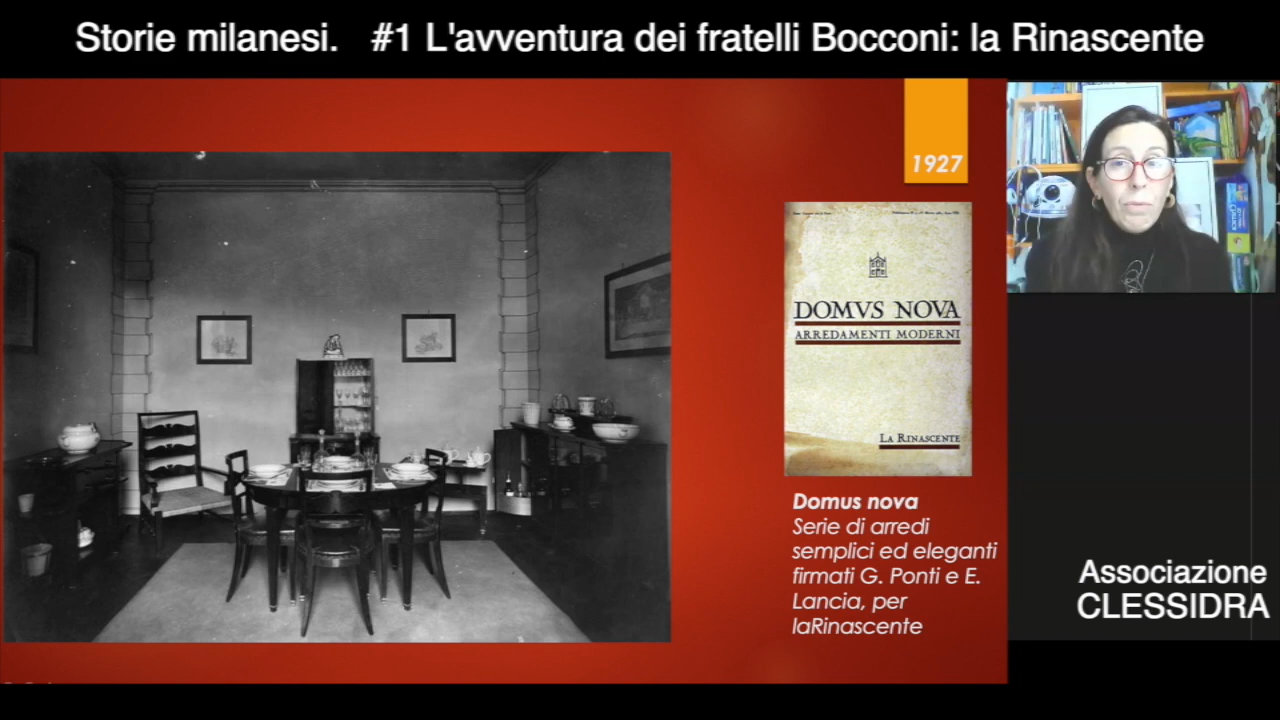 Storie milanesi. #1 L'avventura dei fratelli Bocconi: la Rinascente
1927
DOMVS NOVA
ARREDAMENTI MODERNI
LA RINASCENTE
Domus nova
Serie di arredi
semplici ed eleganti
firmati G. Ponti e E.
Lancia, per
laRinascente
Associazione
CLESSIDRA